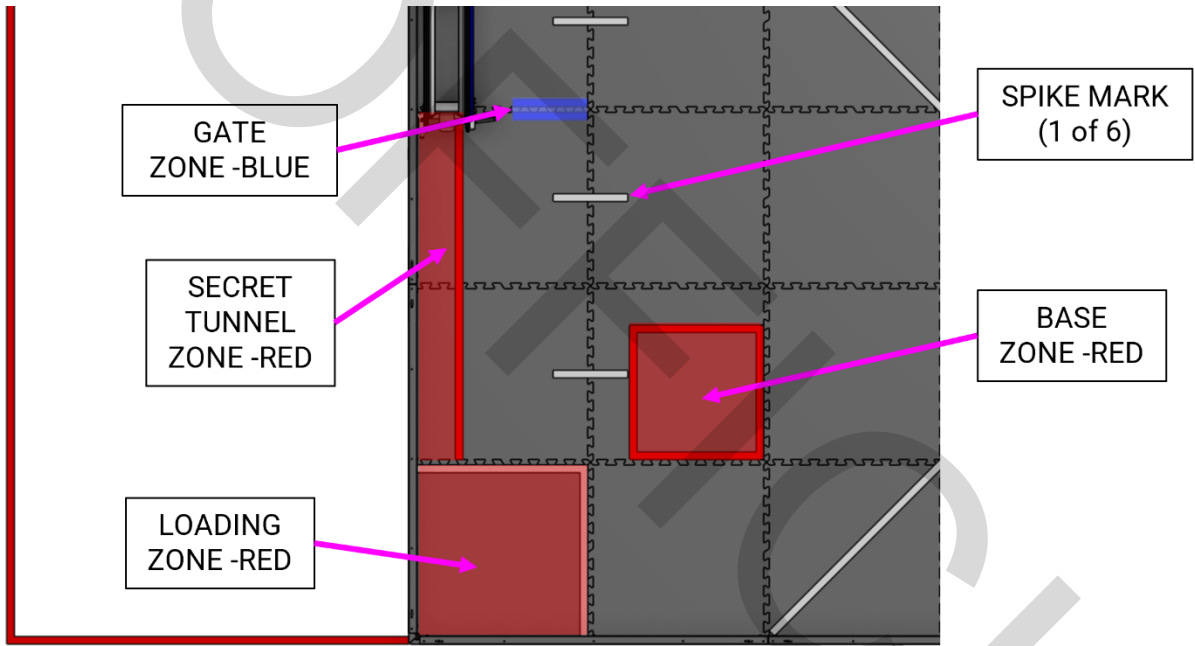 GATE
ZONE -BLUE
SPIKE MARK
(1 of 6)
SECRET
TUNNEL
ZONE -RED
BASE
ZONE -RED
LOADING
ZONE -RED